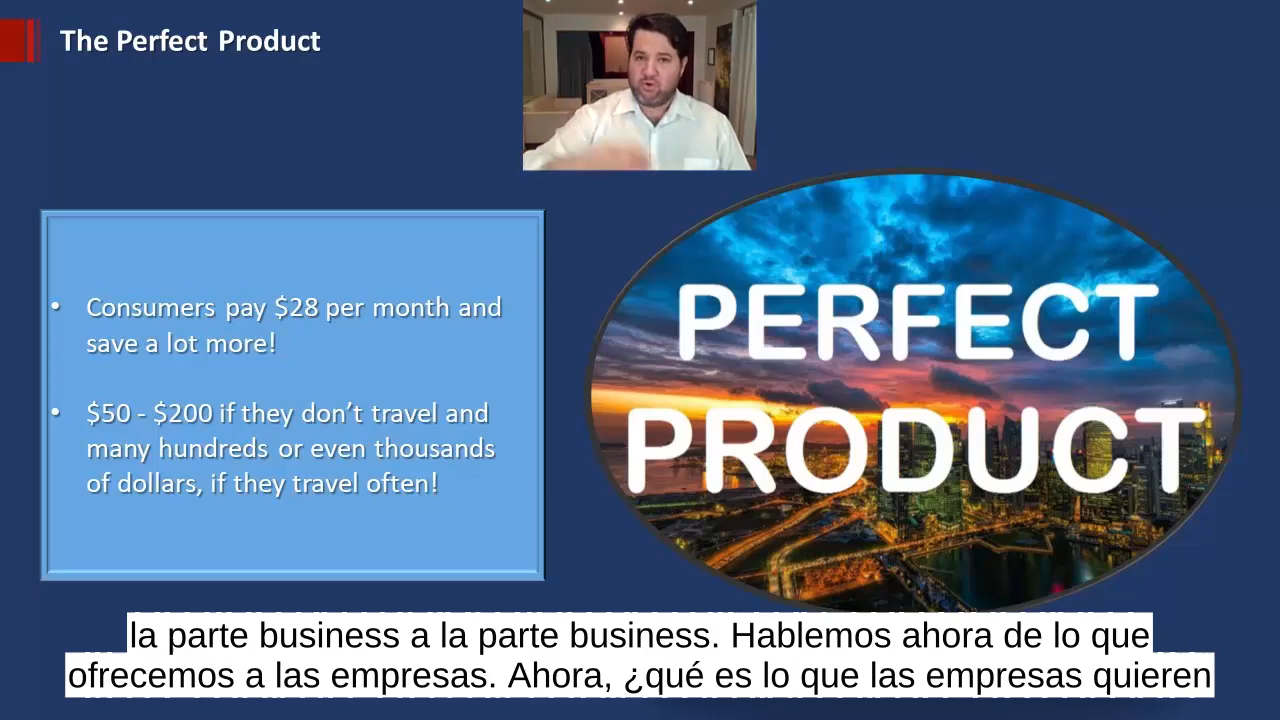 The Perfect Product
• Consumers pay $28 per month and
save a lot more!
• $50 - $200 if they don't travel and
many hundreds or even thousands
of dollars, if they travel often!
PERFECT
PRODUCT
la parte business a la parte business. Hablemos ahora de lo que
ofrecemos a las empresas. Ahora, ¿qué es lo que las empresas quieren